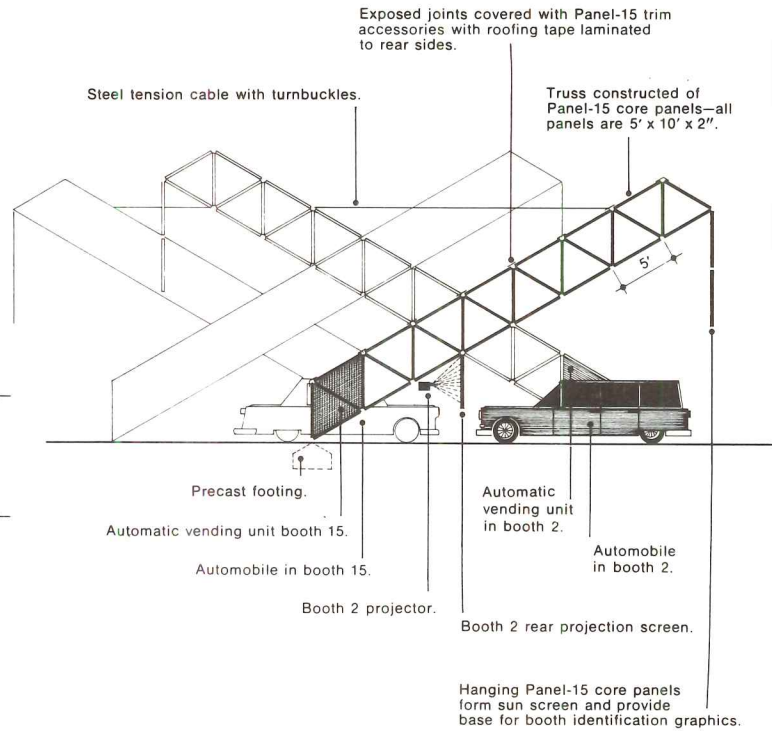 Exposed joints covered with Panel-15 trim
accessories with roofing tape laminated
to rear sides.
Steel tension cable with turnbuckles.
Truss constructed of
Panel-15 core panels—all
panels are 5' x 10' x 2".
5'
Precast footing.
Automatic vending unit booth 15.
Automobile in booth 15.
Booth 2 projector.
Automatic
vending unit
in booth 2.
Automobile
in booth 2.
Booth 2 rear projection screen.
Hanging Panel-15 core panels
form sun screen and provide
base for booth identification graphics.